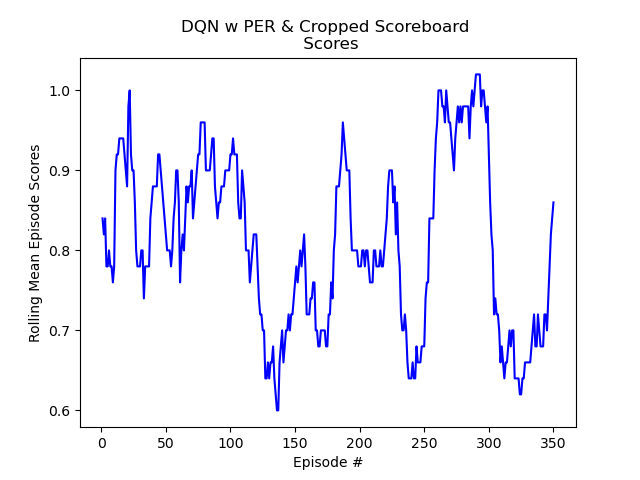 DQN w PER & Cropped Scoreboard
Scores
Rolling Mean Episode Scores
1.0
0.9
0.8
0.7
0.6
0 50 100 150 200 250 300 350
Episode #